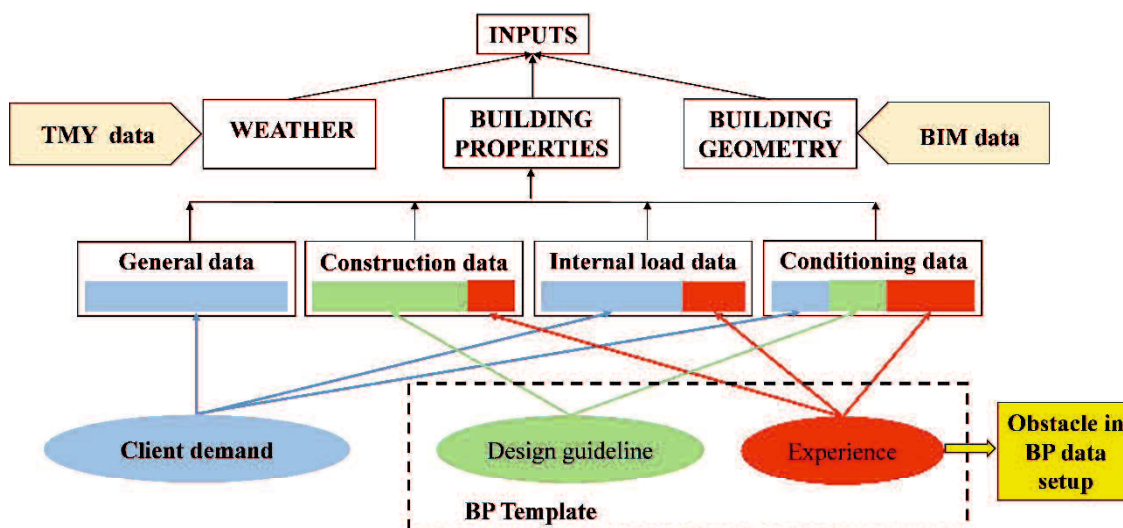 INPUTS
TMY data
WEATHER
BUILDING
PROPERTIES
BUILDING
GEOMETRY
BIM data
General data
Construction data
Internal load data
Conditioning data
Client demand
Design guideline
Experience
Obstacle in
BP data
setup
BP Template